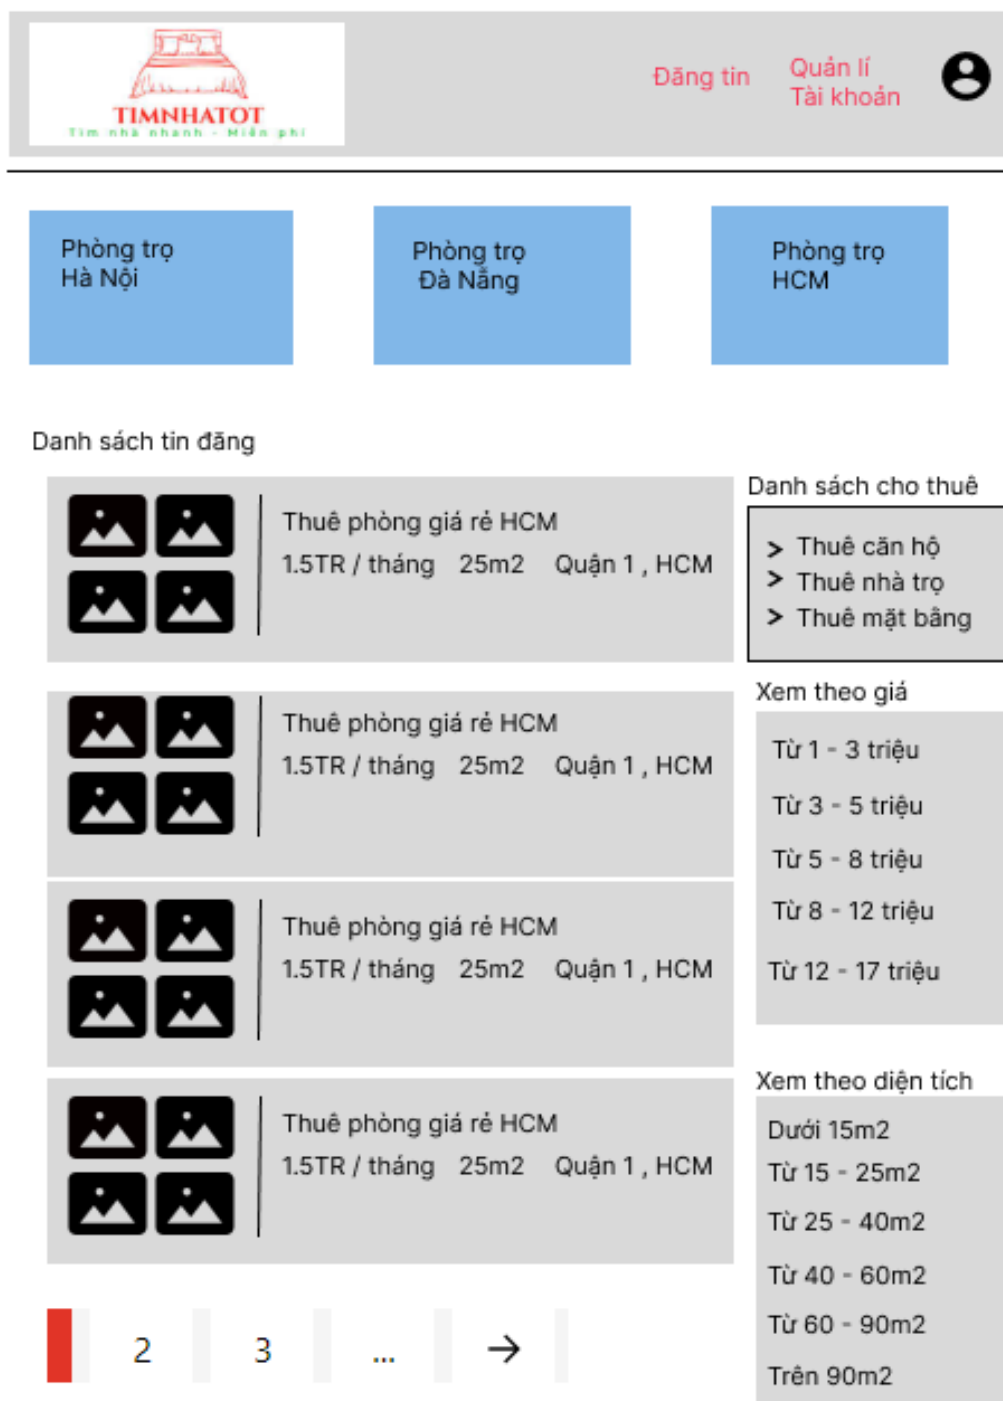 TIMNHATOT
Tìm nhà nhanh - Miễn phí
Đăng tin
Quản lí
Tài khoản
Phòng trọ
Hà Nội
Phòng trọ
Đà Nẵng
Phòng trọ
HCM
Danh sách tin đăng
Thuê phòng giá rẻ HCM
1.5TR / tháng 25m2 Quận 1 , HCM
Thuê phòng giá rẻ HCM
1.5TR / tháng 25m2 Quận 1 , HCM
Thuê phòng giá rẻ HCM
1.5TR / tháng 25m2 Quận 1 , HCM
Thuê phòng giá rẻ HCM
1.5TR / tháng 25m2 Quận 1 , HCM
2
3
...
→
Danh sách cho thuê
> Thuê căn hộ
> Thuê nhà trọ
> Thuê mặt bằng
Xem theo giá
Từ 1 - 3 triệu
Từ 3 - 5 triệu
Từ 5 - 8 triệu
Từ 8 - 12 triệu
Từ 12 - 17 triệu
Xem theo diện tích
Dưới 15m2
Từ 15 - 25m2
Từ 25 - 40m2
Từ 40 - 60m2
Từ 60 - 90m2
Trên 90m2